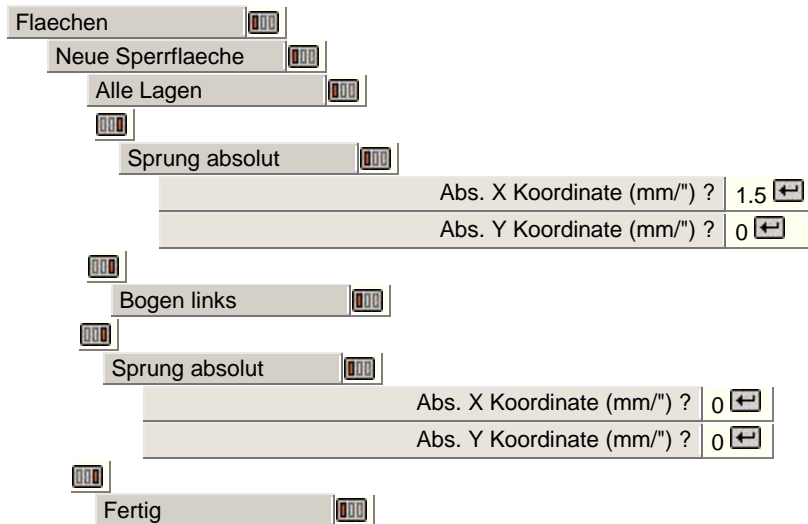 Flaechen
Neue Sperrflaeche
Alle Lagen
Sprung absolut
Abs. X Koordinate (mm/") ? 1.5
Abs. Y Koordinate (mm/") ? 0
Bogen links
Sprung absolut
Abs. X Koordinate (mm/") ? 0
Abs. Y Koordinate (mm/") ? 0
Fertig